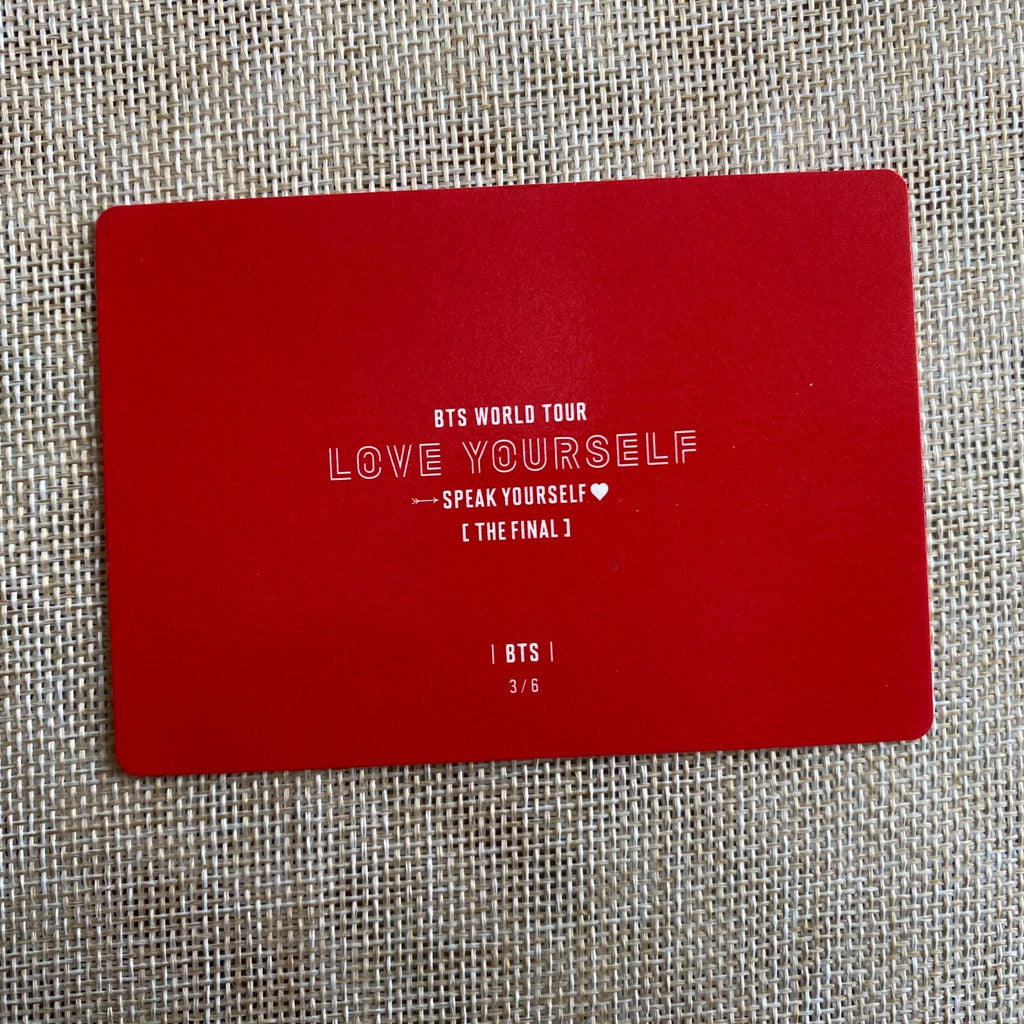 BTS WORLD TOUR
LOVE YOURSELF
SPEAK YOURSELF
[ THE FINAL ]
| BTS |
3/6